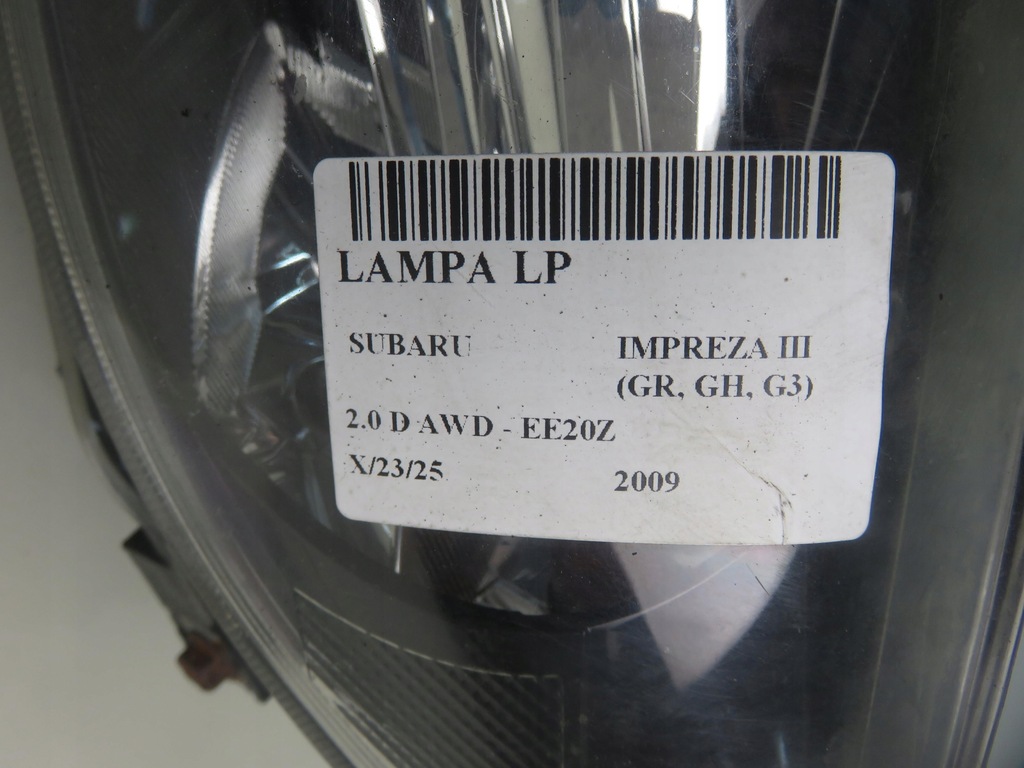 LAMPA LP
SUBARU IMPREZA III
(GR, GH, G3)
2.0 D AWD - EE20Z
X/23/25 2009